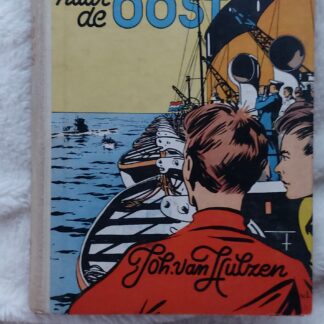 naar
de OOST
Joh. van Hulzen